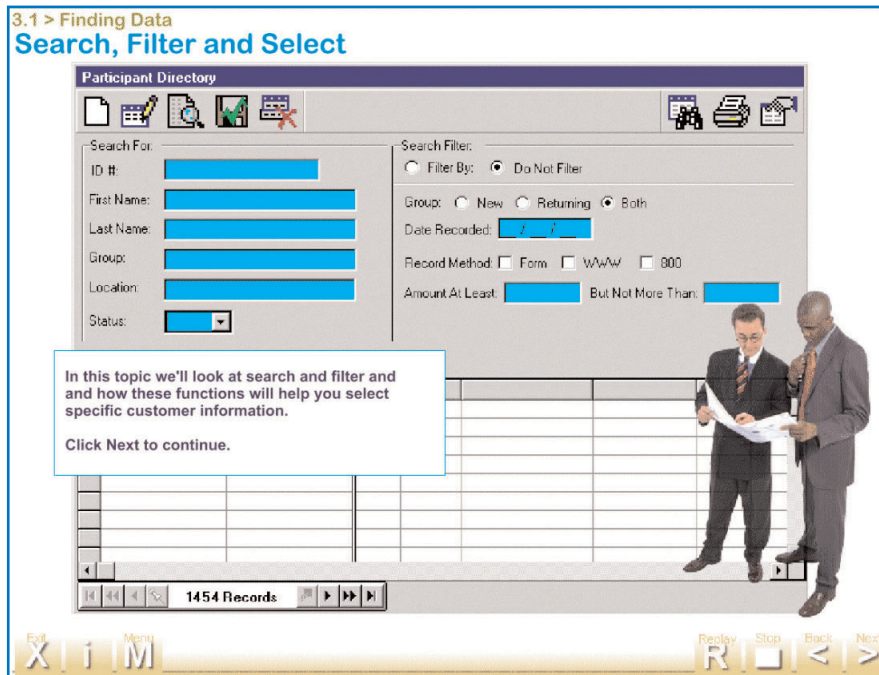 3.1 > Finding Data
Search, Filter and Select
Participant Directory
Search For:
ID #:
First Name:
Last Name:
Group:
Location:
Status:
Search Filter:
Filter By: Do Not Filter
Group: New Returning Both
Date Recorded: __/__/__
Record Method: Form WWW 800
Amount At Least: But Not More Than:
In this topic we'll look at search and filter and
and how these functions will help you select
specific customer information.
Click Next to continue.
1454 Records
Exit Menu Replay Stop Back Next
X i M R < >